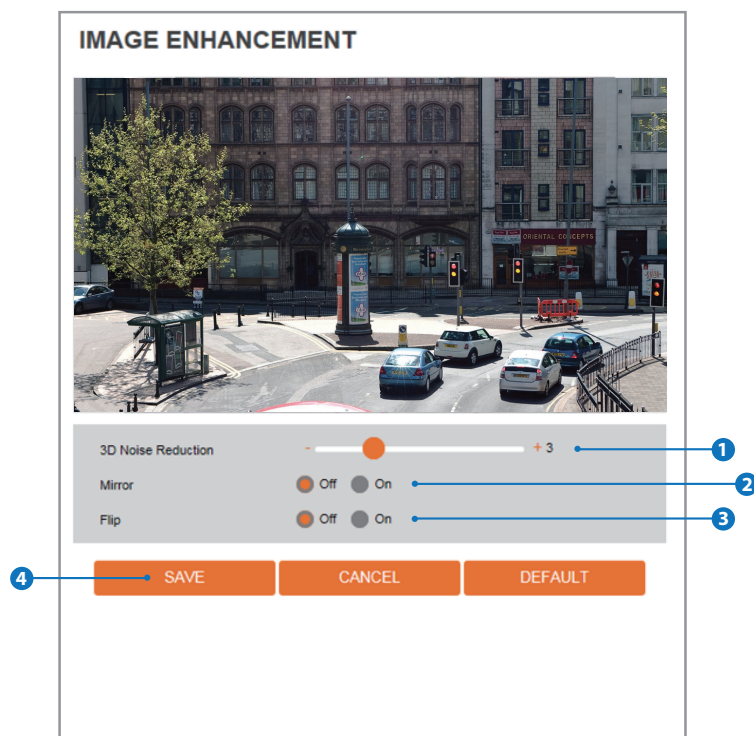 IMAGE ENHANCEMENT
ORIENTAL CONCEPTS
3D Noise Reduction - + 3 1
Mirror Off On 2
Flip Off On 3
4 SAVE CANCEL DEFAULT